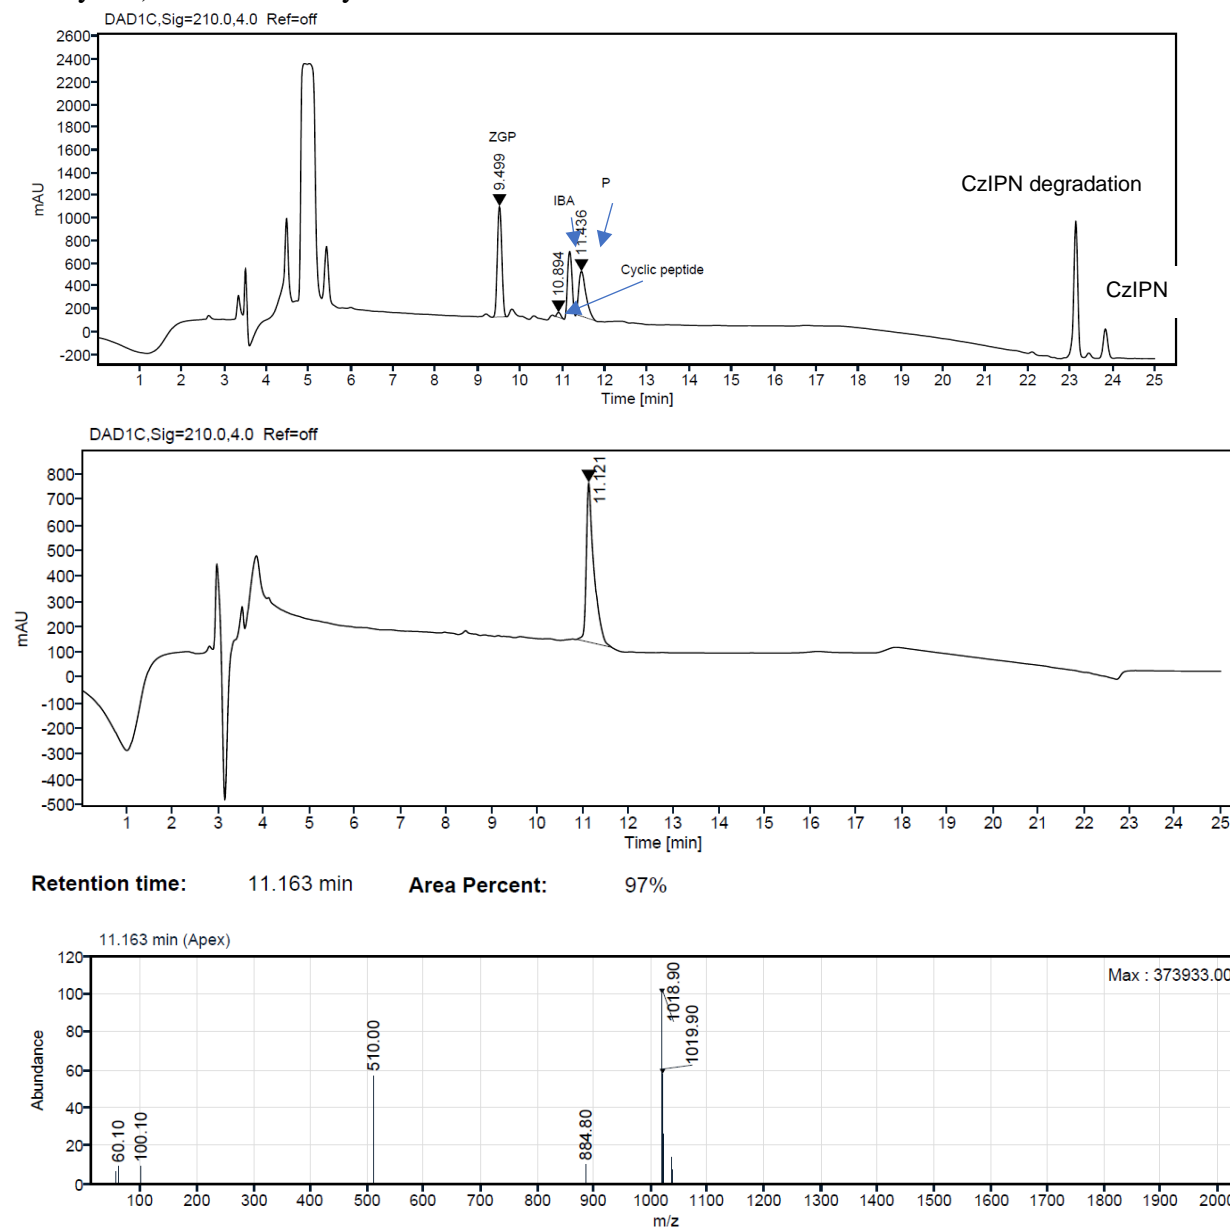 DAD1C,Sig=210.0,4.0 Ref=off
2600
2400
2200
2000
1800
1600
1400
1200
1000
800
600
400
200
0
-200
mAU
ZGP
9.499
IBA
P
10.894
11.436
Cyclic peptide
CzIPN degradation
CzIPN
1 2 3 4 5 6 7 8 9 10 11 12 13 14 15 16 17 18 19 20 21 22 23 24 25
Time [min]
DAD1C,Sig=210.0,4.0 Ref=off
800
700
600
500
400
300
200
100
0
-100
-200
-300
-400
-500
mAU
11.121
1 2 3 4 5 6 7 8 9 10 11 12 13 14 15 16 17 18 19 20 21 22 23 24 25
Time [min]
Retention time: 11.163 min Area Percent: 97%
11.163 min (Apex)
Max : 373933.00
120
100
80
60
40
20
0
Abundance
60.10
100.10
510.00
884.80
1018.90
1019.90
100 200 300 400 500 600 700 800 900 1000 1100 1200 1300 1400 1500 1600 1700 1800 1900 2000
m/z